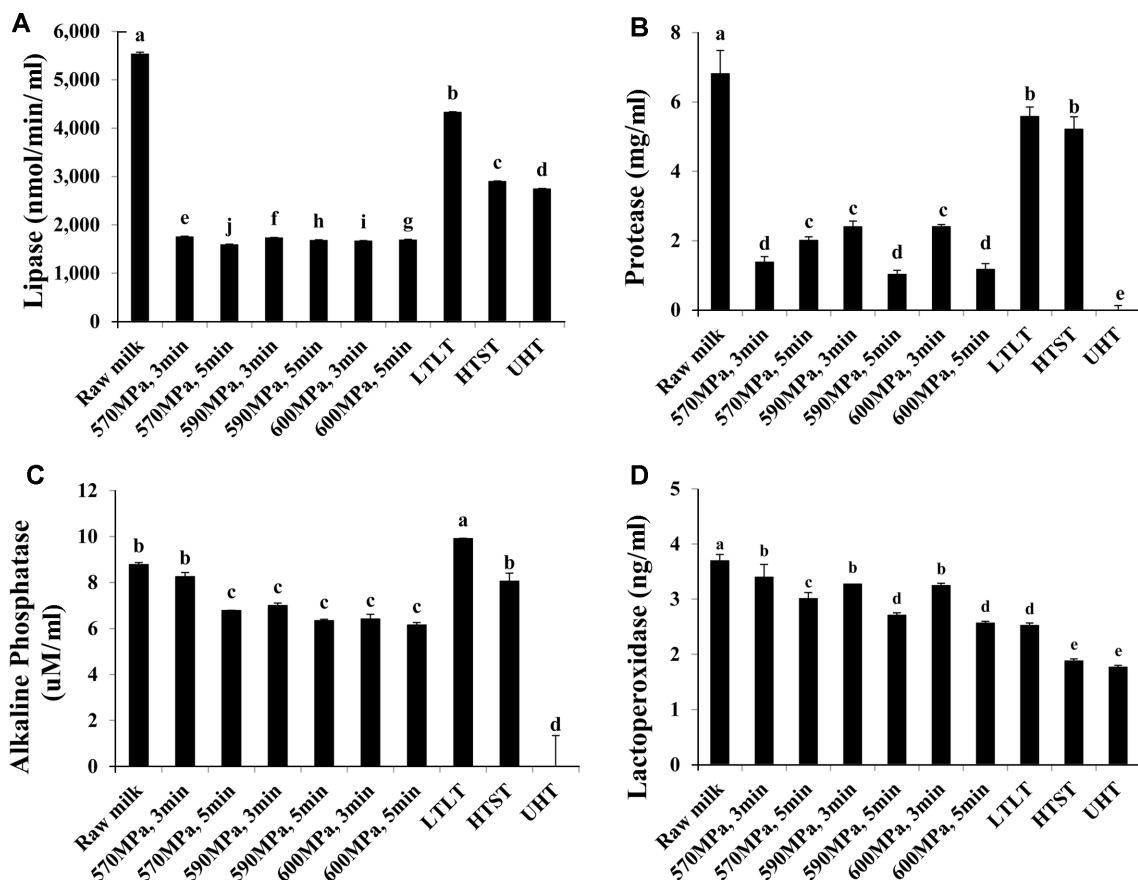 A
Lipase (nmol/min/ml)
6,000
5,000
4,000
3,000
2,000
1,000
0
a
e
j
f
h
i
g
b
c
d
Raw milk
570MPa, 3min
570MPa, 5min
590MPa, 3min
590MPa, 5min
600MPa, 3min
600MPa, 5min
LTLT
HTST
UHT
B
Protease (mg/ml)
8
6
4
2
0
a
d
c
c
d
c
d
b
b
e
Raw milk
570MPa, 3min
570MPa, 5min
590MPa, 3min
590MPa, 5min
600MPa, 3min
600MPa, 5min
LTLT
HTST
UHT
C
Alkaline Phosphatase
(uM/ml)
12
10
8
6
4
2
0
b
b
c
c
c
c
c
a
b
d
Raw milk
570MPa, 3min
570MPa, 5min
590MPa, 3min
590MPa, 5min
600MPa, 3min
600MPa, 5min
LTLT
HTST
UHT
D
Lactoperoxidase (ng/ml)
5
4
3
2
1
0
a
b
c
b
d
b
d
d
e
e
Raw milk
570MPa, 3min
570MPa, 5min
590MPa, 3min
590MPa, 5min
600MPa, 3min
600MPa, 5min
LTLT
HTST
UHT